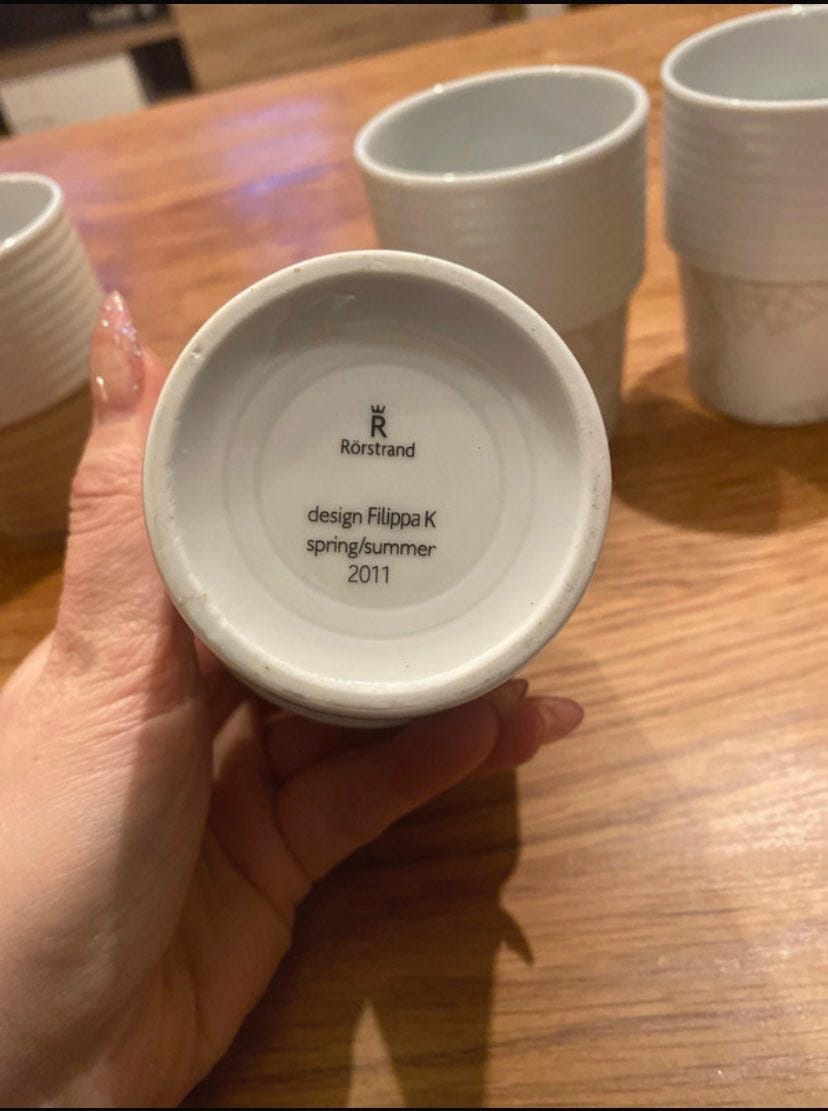 R
Rörstrand
design Filippa K
spring/summer
2011